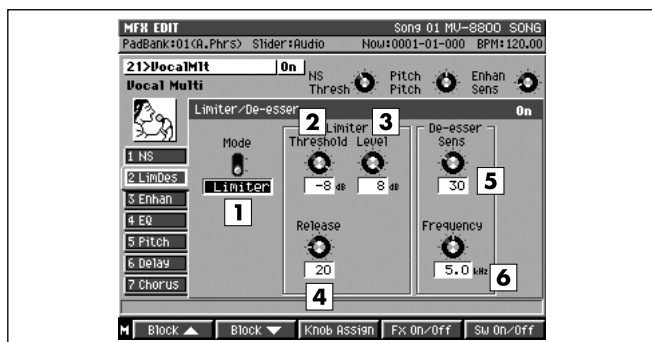 MFX EDIT Song 01 MV-8800 SONG
PadBank:01(A.Phrs) Slider:Audio Now:0001-01-000 BPM:120.00
21>VocalMlt On
Vocal Multi
NS Thresh
Pitch Pitch
Enhan Sens
Limiter/De-esser On
2 Limiter 3 De-esser
Mode Threshold Level Sens
Limiter -8 dB 8 dB 30 5
1
Release Frequency
20 5.0 kHz 6
4
1 NS
2 LimDes
3 Enhan
4 EQ
5 Pitch
6 Delay
7 Chorus
M Block ▲ Block ▼ Knob Assign Fx On/Off Sw On/Off